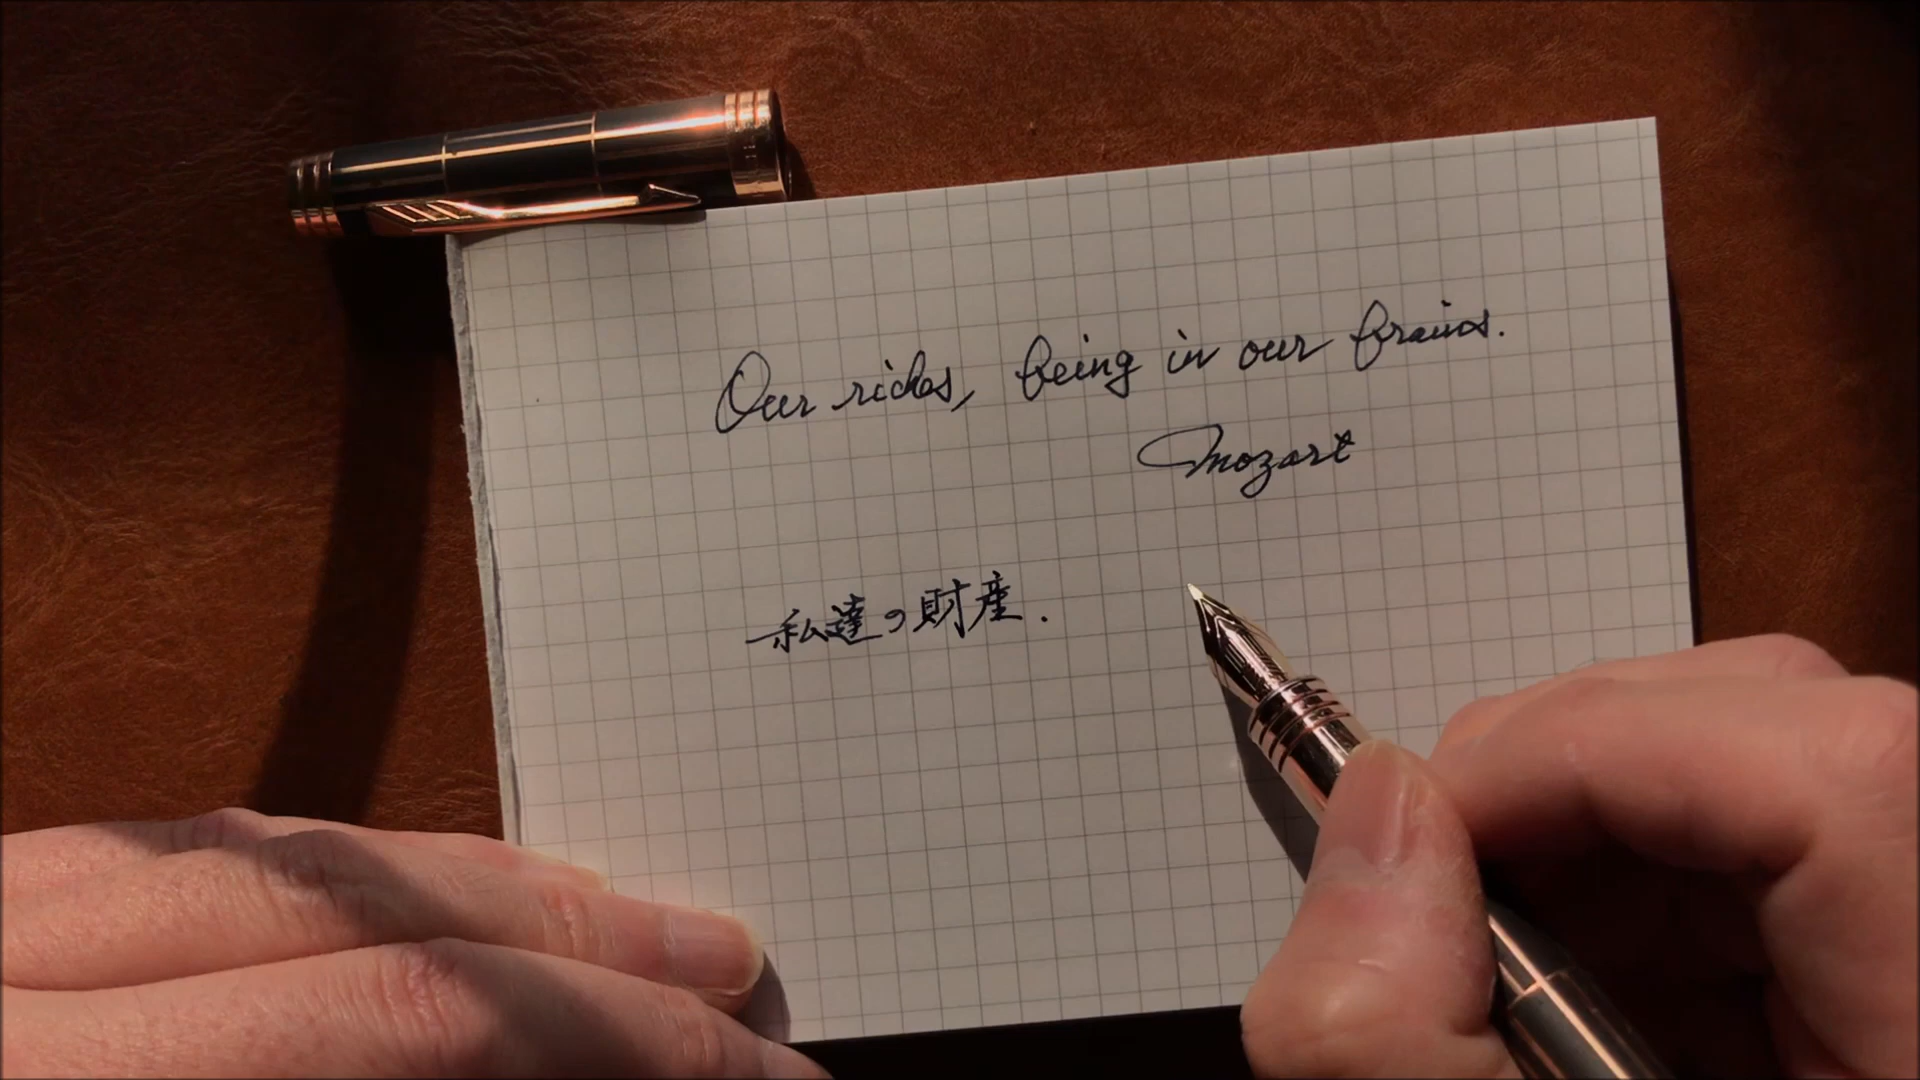 Our riches, being in our brains.
Mozart
私達の財産.